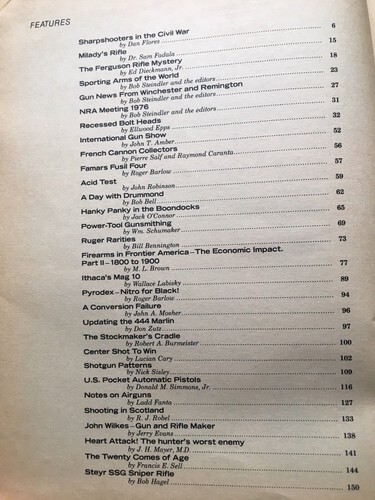 FEATURES
Sharpshooters in the Civil War
by Dan Flores 6
Milady's Rifle
by Dr. Sam Fadala 15
The Ferguson Rifle Mystery
by Ed Dieckmann, Jr. 18
Sporting Arms of the World
by Bob Steindler and the editors 23
Gun News From Winchester and Remington
by Bob Steindler and the editors 27
NRA Meeting 1976
by Bob Steindler and the editors 31
Recessed Bolt Heads
by Ellwood Epps 32
International Gun Show
by John T. Amber 52
French Cannon Collectors
by Pierre Salf and Raymond Caranta 56
Famars Fusil Four
by Roger Barlow 57
Acid Test
by John Robinson 59
A Day with Drummond
by Bob Bell 62
Hanky Panky in the Boondocks
by Jack O'Connor 65
Power-Tool Gunsmithing
by Wm. Schumaker 69
Ruger Rarities
by Bill Bennington 73
Firearms in Frontier America—The Economic Impact.
Part II–1800 to 1900
by M. L. Brown 77
Ithaca's Mag 10
by Wallace Labisky 89
Pyrodex–Nitro for Black!
by Roger Barlow 94
A Conversion Failure
by John A. Mosher 96
Updating the 444 Marlin
by Don Zutz 97
The Stockmaker's Cradle
by Robert A. Burmeister 100
Center Shot To Win
by Lucian Cary 102
Shotgun Patterns
by Nick Sisley 109
U.S. Pocket Automatic Pistols
by Donald M. Simmons, Jr. 116
Notes on Airguns
by Ladd Fanta 127
Shooting in Scotland
by R. J. Robel 133
John Wilkes–Gun and Rifle Maker
by Jerry Evans 138
Heart Attack! The hunter's worst enemy
by J. H. Mayer, M.D. 141
The Twenty Comes of Age
by Francis E. Sell 144
Steyr SSG Sniper Rifle
by Bob Hagel 150